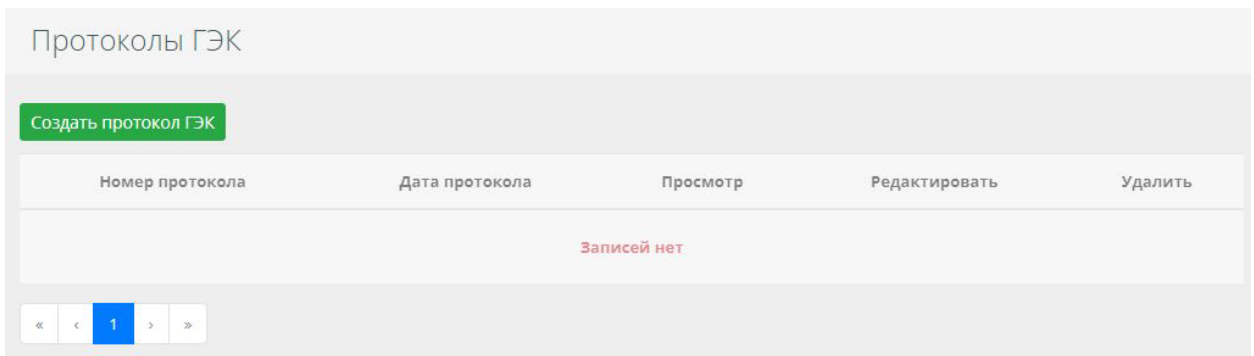 Протоколы ГЭК
Создать протокол ГЭК
Номер протокола Дата протокола Просмотр Редактировать Удалить
Записей нет
« ‹ 1 › »